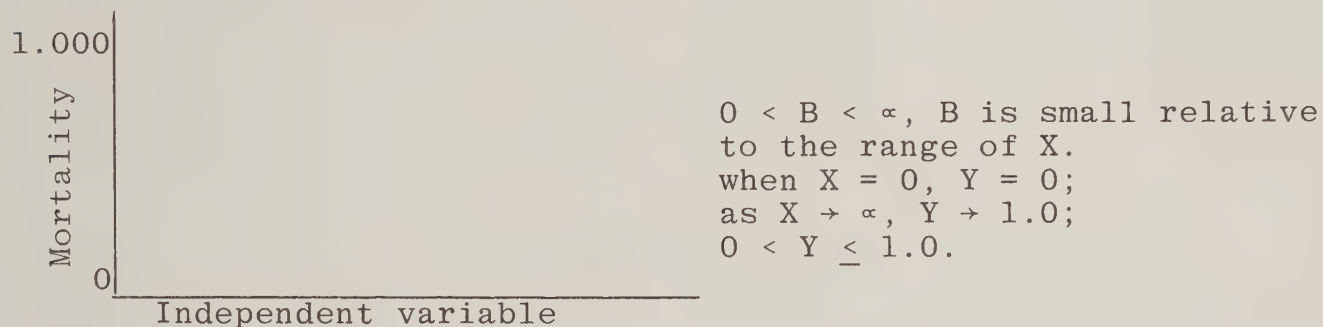 1.000
Mortality
0
Independent variable
0 < B < ∝, B is small relative
to the range of X.
when X = 0, Y = 0;
as X → ∝, Y → 1.0;
0 < Y ≤ 1.0.